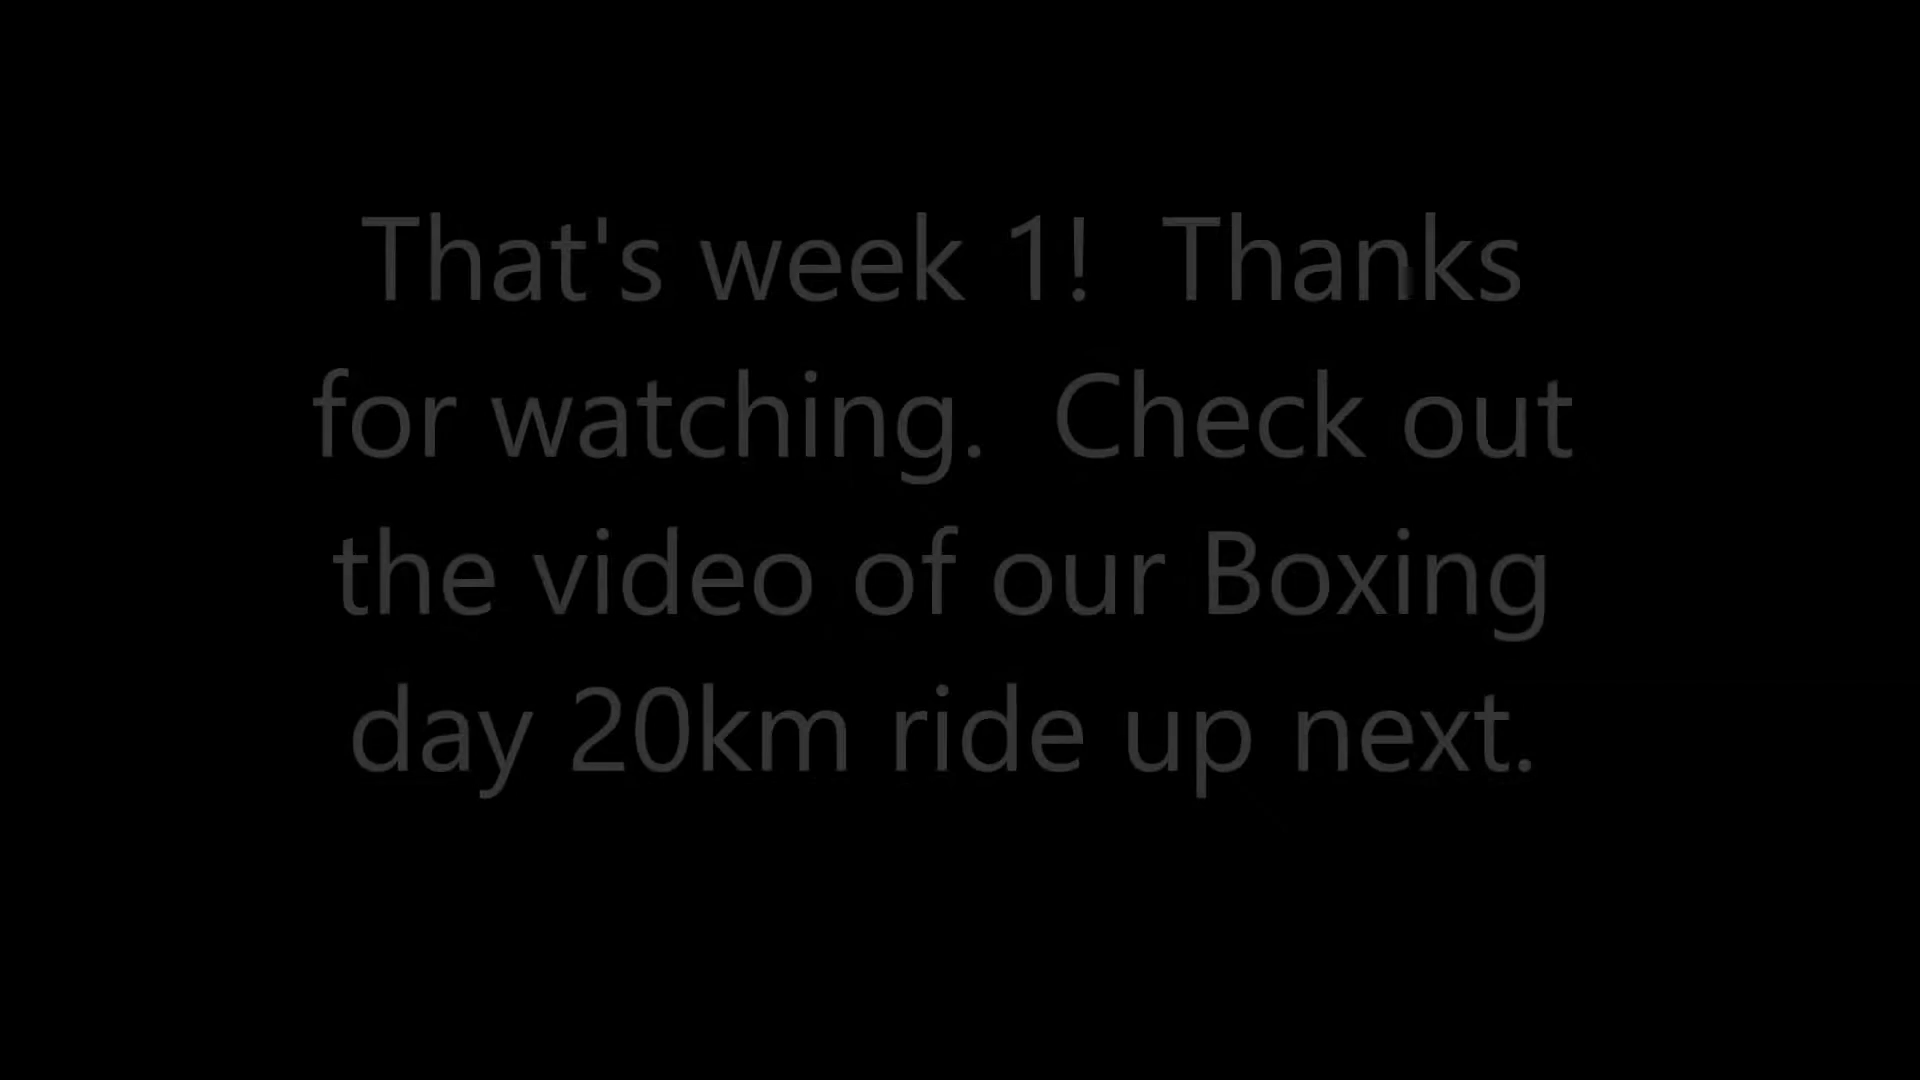 That's week 1!  Thanks
for watching.  Check out
the video of our Boxing
day 20km ride up next.